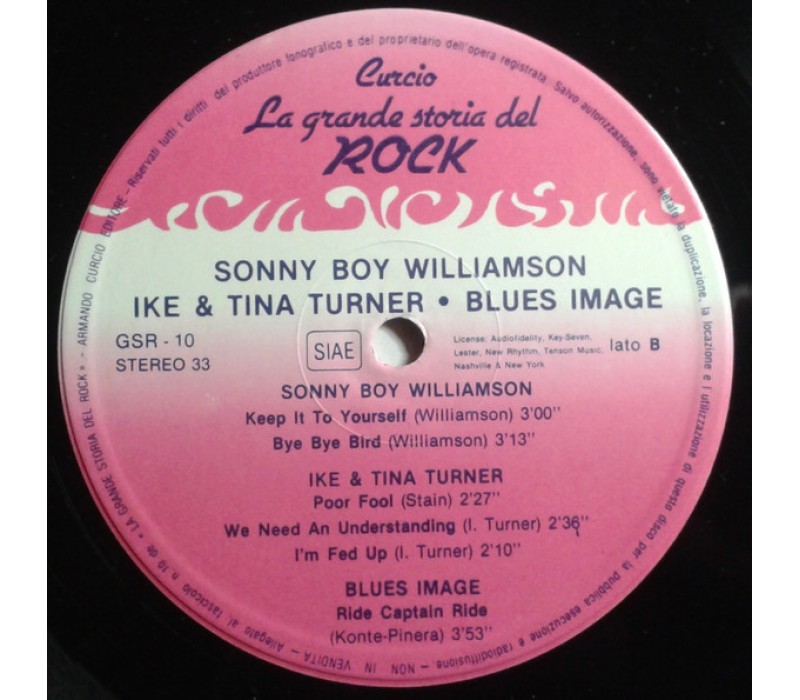 Curcio
La grande storia del
ROCK
SONNY BOY WILLIAMSON
IKE & TINA TURNER • BLUES IMAGE
GSR - 10
STEREO 33
SIAE
License: Audiofidelity, Key-Seven,
Lester, New Rhythm, Tenson Music,
Nashville & New York
lato B
SONNY BOY WILLIAMSON
Keep It To Yourself (Williamson) 3'00"
Bye Bye Bird (Williamson) 3'13"
IKE & TINA TURNER
Poor Fool (Stain) 2'27"
We Need An Understanding (I. Turner) 2'36"
I'm Fed Up (I. Turner) 2'10"
BLUES IMAGE
Ride Captain Ride
(Konte-Pinera) 3'53"
Allegato al fascicolo n. 10 de « LA GRANDE STORIA DEL ROCK » - ARMANDO CURCIO EDITORE - Riservati tutti i diritti del produttore fonografico e del proprietario dell'opera registrata. Salvo autorizzazione, sono vietate la duplicazione, la locazione e l'utilizzazione di questo disco per la pubblica esecuzione e radiodiffusione. - NON IN VENDITA -